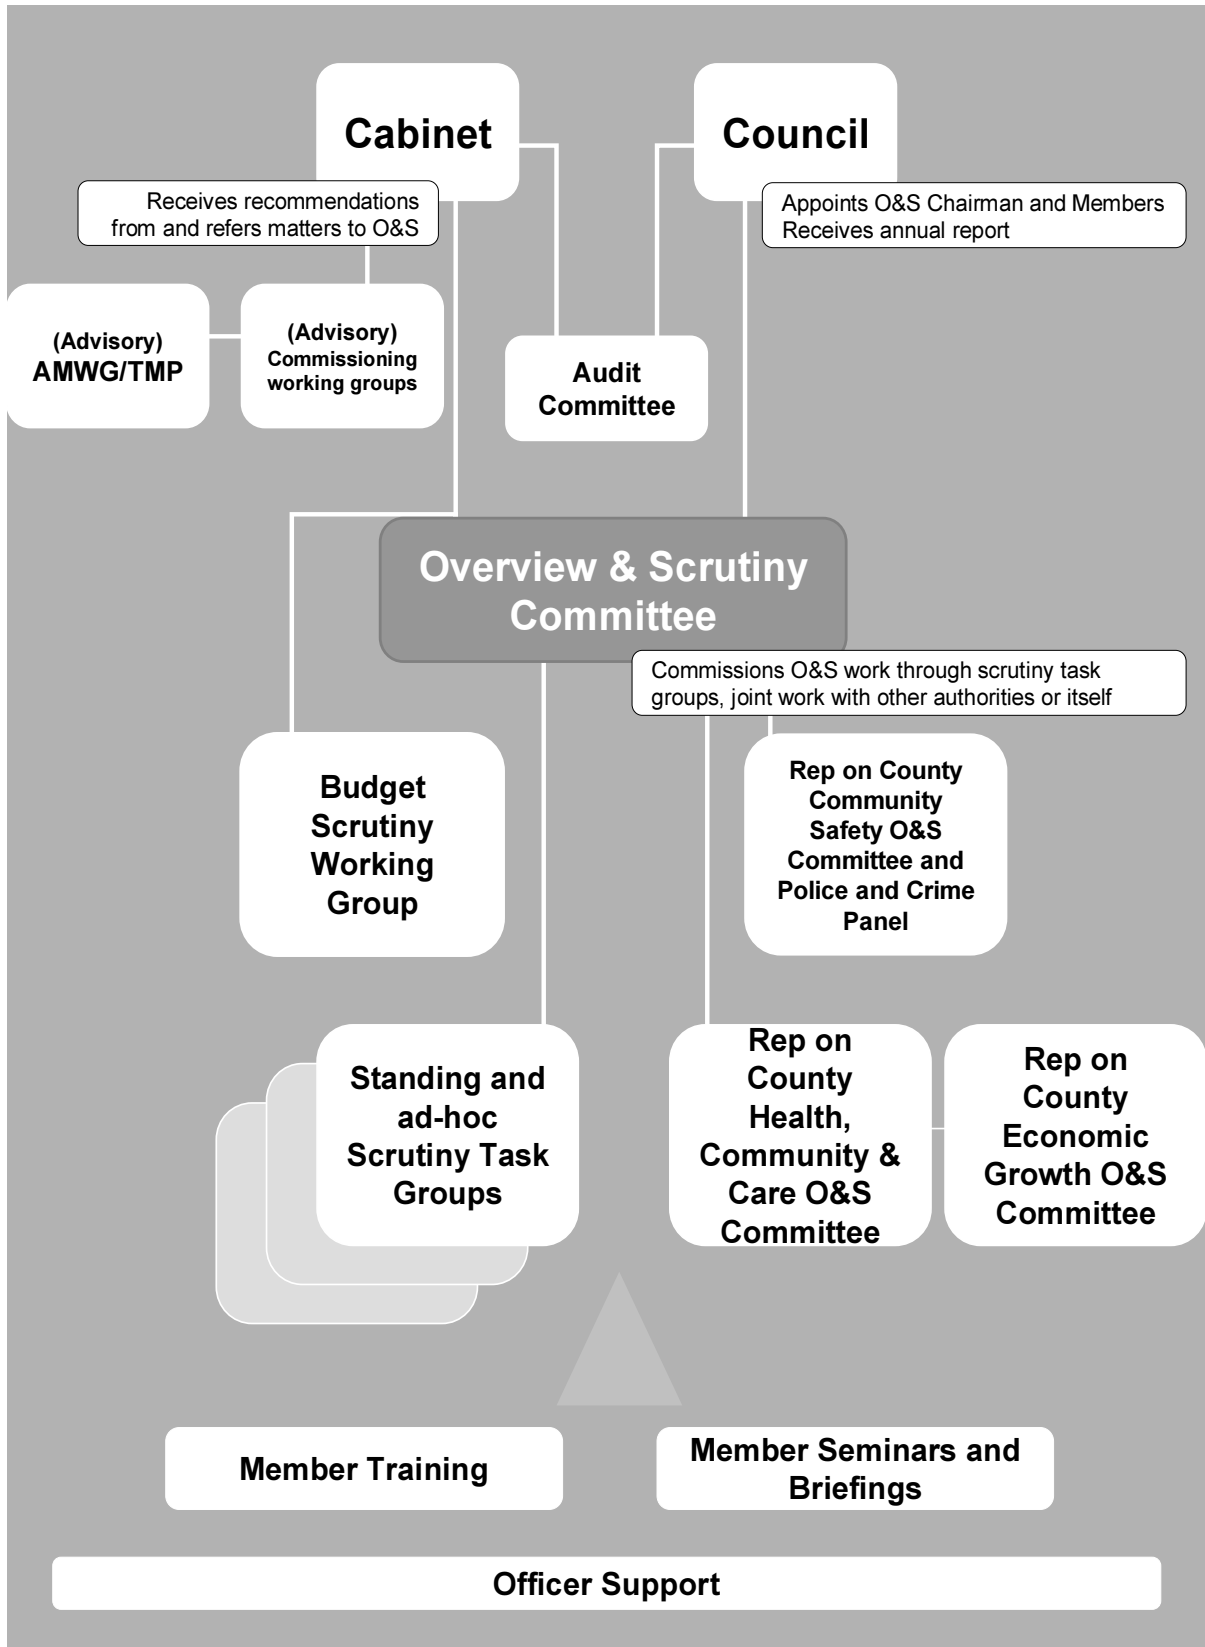 Cabinet
Council
Receives recommendations
from and refers matters to O&S
Appoints O&S Chairman and Members
Receives annual report
(Advisory)
AMWG/TMP
(Advisory)
Commissioning
working groups
Audit
Committee
Overview & Scrutiny
Committee
Commissions O&S work through scrutiny task
groups, joint work with other authorities or itself
Budget
Scrutiny
Working
Group
Rep on County
Community
Safety O&S
Committee and
Police and Crime
Panel
Standing and
ad-hoc
Scrutiny Task
Groups
Rep on
County
Health,
Community &
Care O&S
Committee
Rep on
County
Economic
Growth O&S
Committee
Member Training
Member Seminars and
Briefings
Officer Support